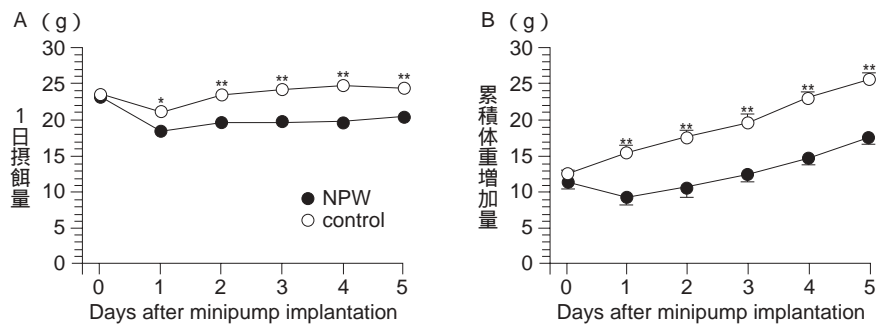 A （g）
30
25
20
15
10
5
0
1日摂餌量
* ** ** ** **
NPW
control
0 1 2 3 4 5
Days after minipump implantation
B （g）
30
25
20
15
10
5
0
累積体重増加量
** ** ** ** **
0 1 2 3 4 5
Days after minipump implantation